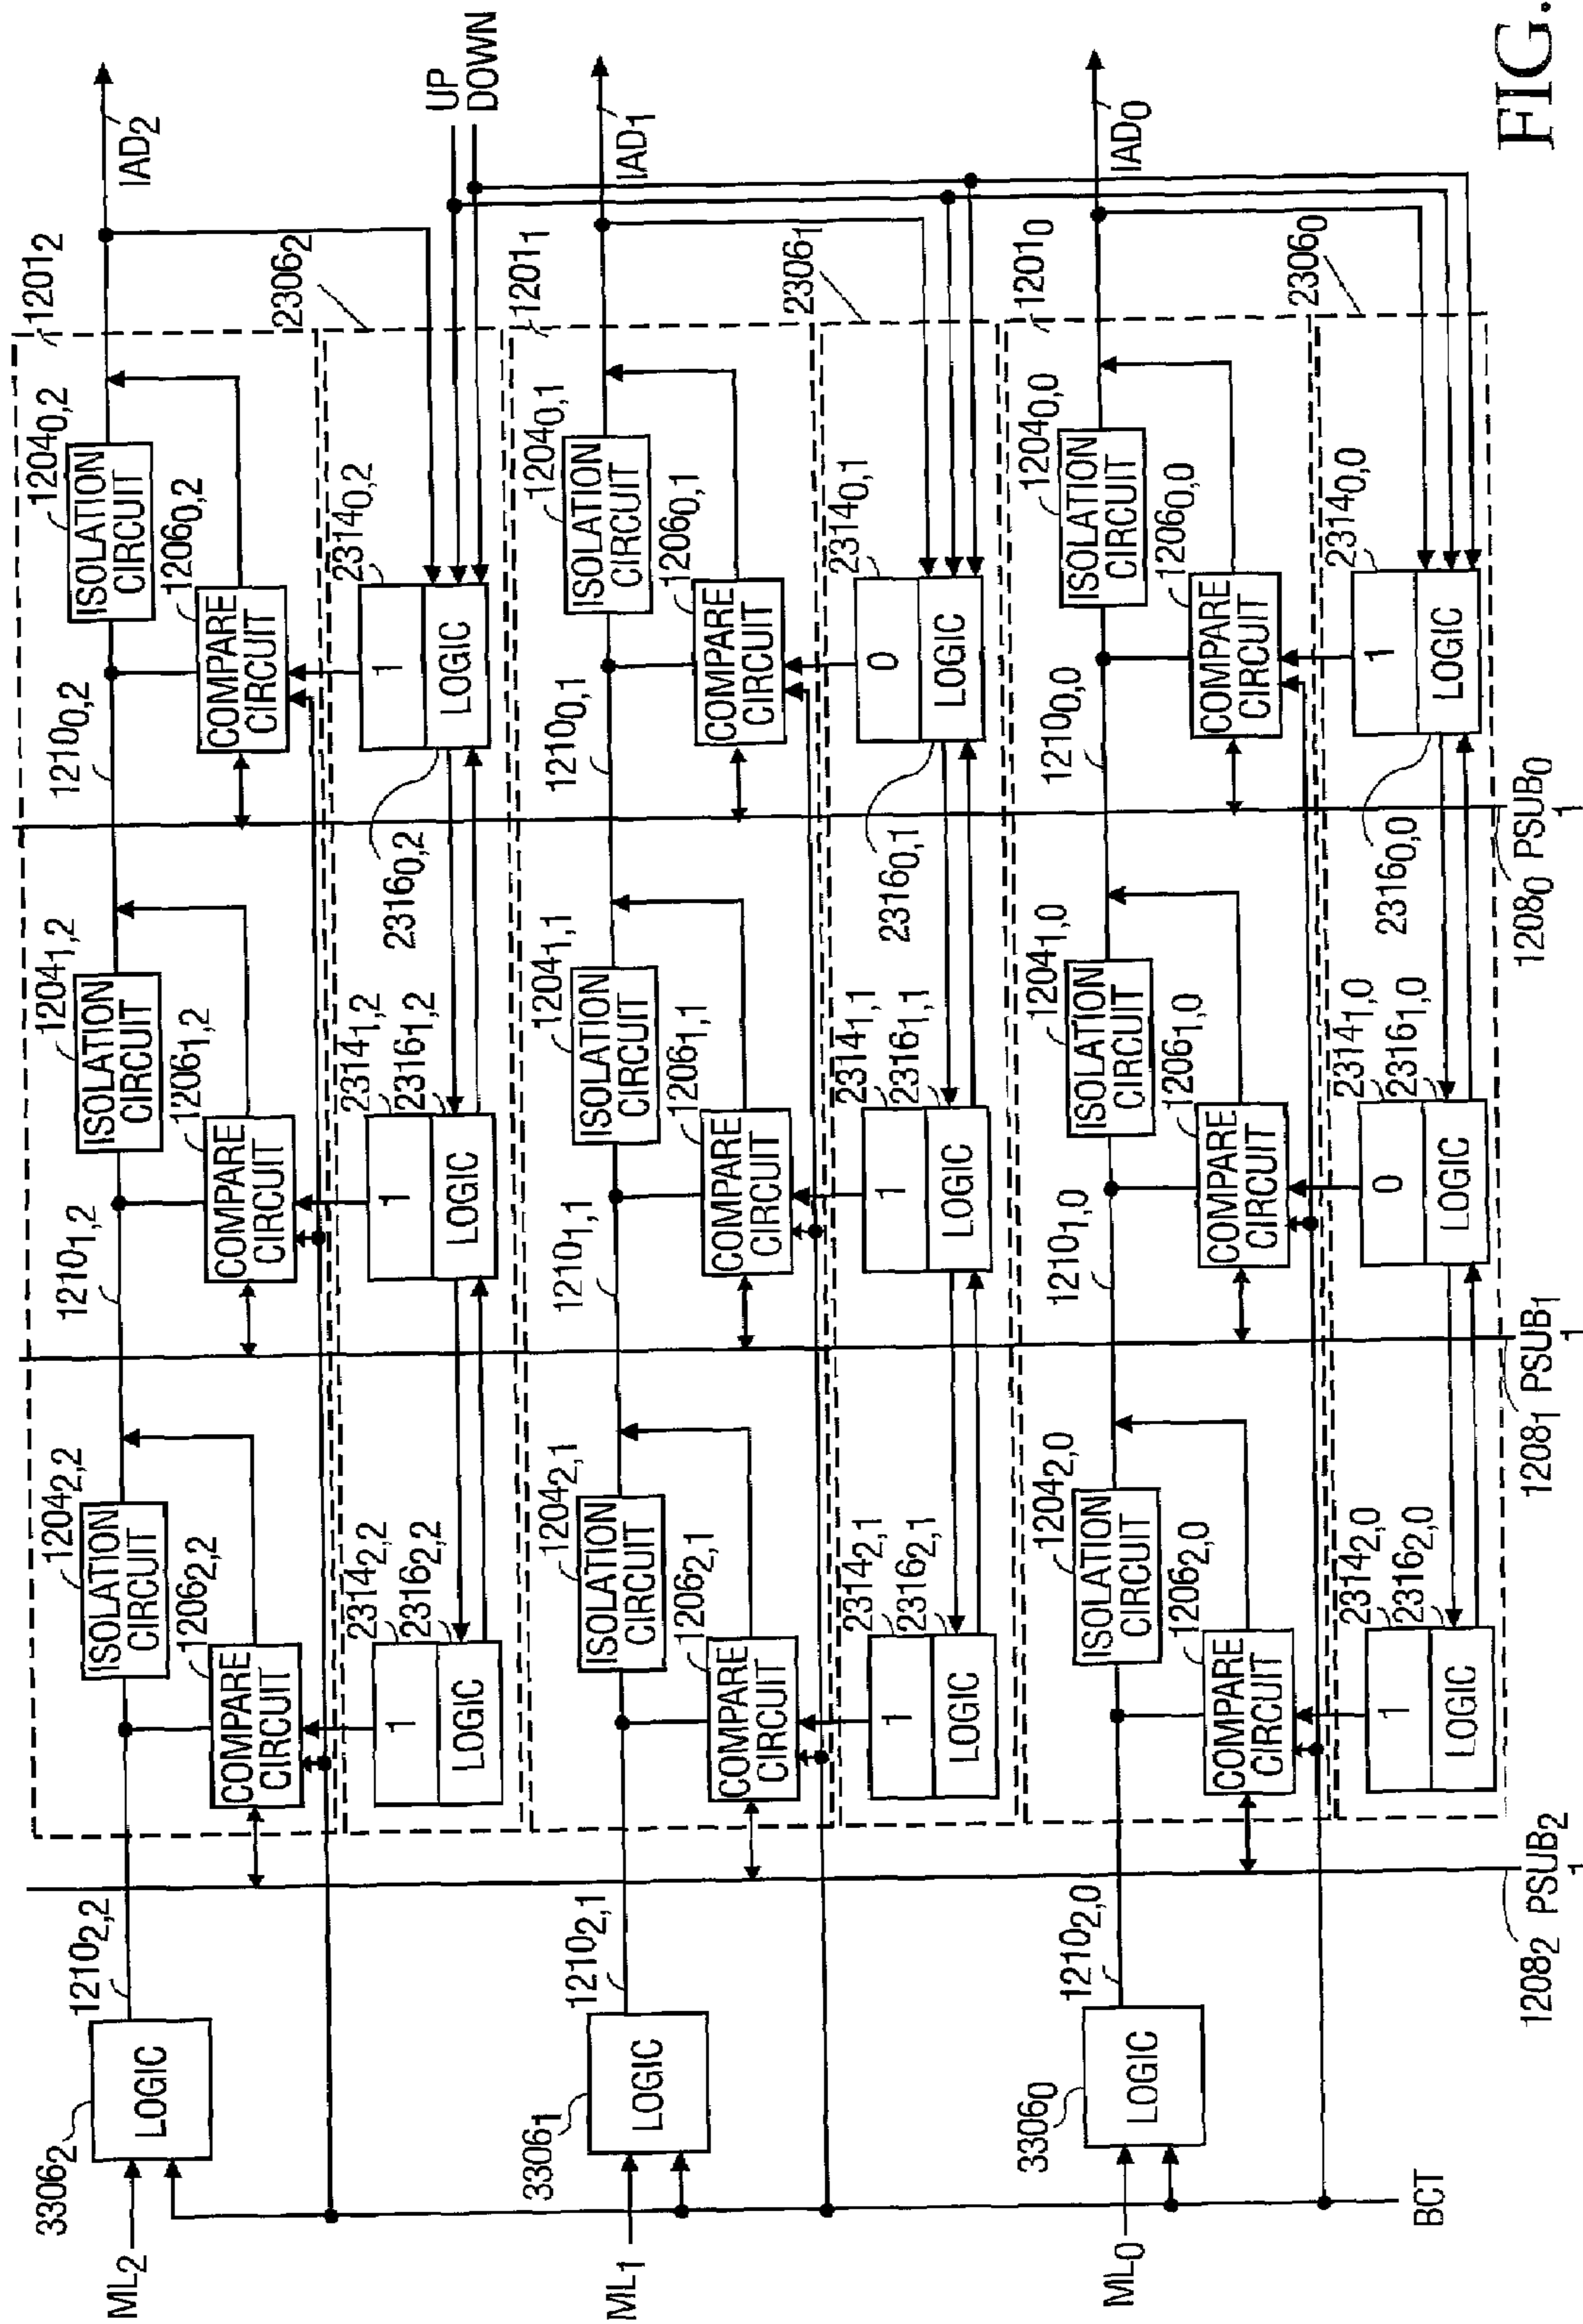 ML2
33062
LOGIC
12102,2
ISOLATION CIRCUIT
12042,2
12101,2
ISOLATION CIRCUIT
12041,2
12100,2
ISOLATION CIRCUIT
12040,2
12012
IAD2
COMPARE CIRCUIT
12062,2
COMPARE CIRCUIT
12061,2
COMPARE CIRCUIT
12060,2
23062
1
LOGIC
23142,2
23162,2
1
LOGIC
23141,2
23161,2
23160,2
1
LOGIC
23140,2
UP
DOWN
ML1
33061
LOGIC
12102,1
ISOLATION CIRCUIT
12042,1
12101,1
ISOLATION CIRCUIT
12041,1
12100,1
ISOLATION CIRCUIT
12040,1
12011
IAD1
COMPARE CIRCUIT
12062,1
COMPARE CIRCUIT
12061,1
COMPARE CIRCUIT
12060,1
23061
1
LOGIC
23142,1
23162,1
1
LOGIC
23141,1
23161,1
23160,1
0
LOGIC
23140,1
ML0
33060
LOGIC
12102,0
ISOLATION CIRCUIT
12042,0
12101,0
ISOLATION CIRCUIT
12041,0
12100,0
ISOLATION CIRCUIT
12040,0
12010
IAD0
COMPARE CIRCUIT
12062,0
COMPARE CIRCUIT
12061,0
COMPARE CIRCUIT
12060,0
23060
1
LOGIC
23142,0
23162,0
0
LOGIC
23141,0
23161,0
23160,0
1
LOGIC
23140,0
BCT
12082 PSUB2
1
12081 PSUB1
1
12080 PSUB0
1
FIG.